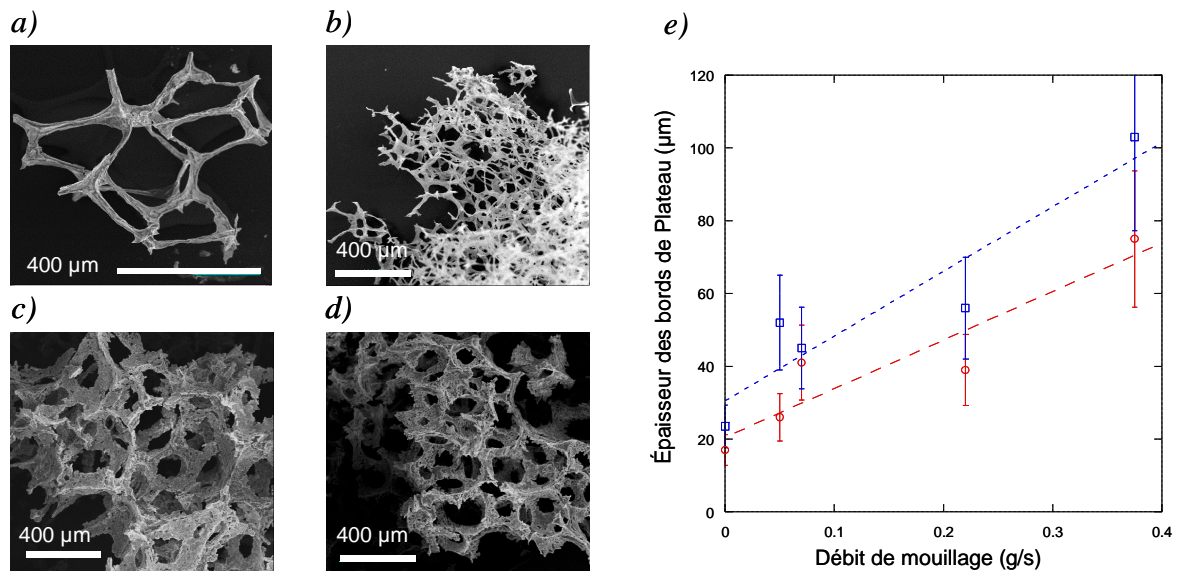 a)
b)
e)
400 µm
400 µm
c)
d)
400 µm
400 µm
120
100
80
60
40
20
0
0
0.1
0.2
0.3
0.4
Épaisseur des bords de Plateau (µm)
Débit de mouillage (g/s)